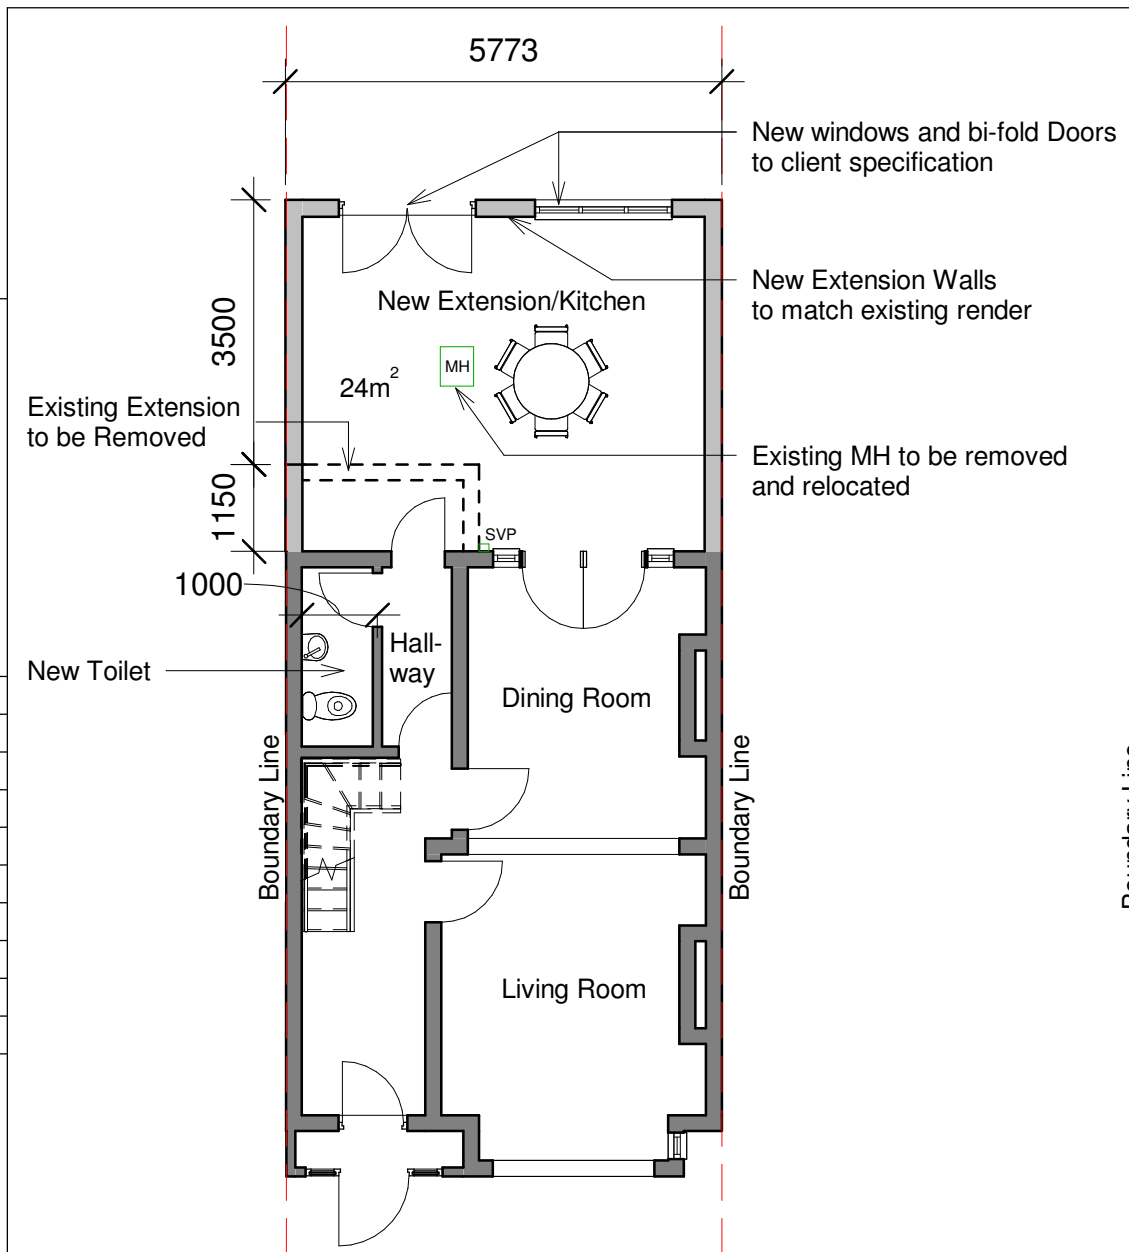 5773
New windows and bi-fold Doors
to client specification
New Extension Walls
to match existing render
New Extension/Kitchen
3500
MH
24m²
Existing Extension
to be Removed
Existing MH to be removed
and relocated
1150
SVP
1000
Hall-
way
New Toilet
Dining Room
Boundary Line
Boundary Line
Boundary Line
Living Room